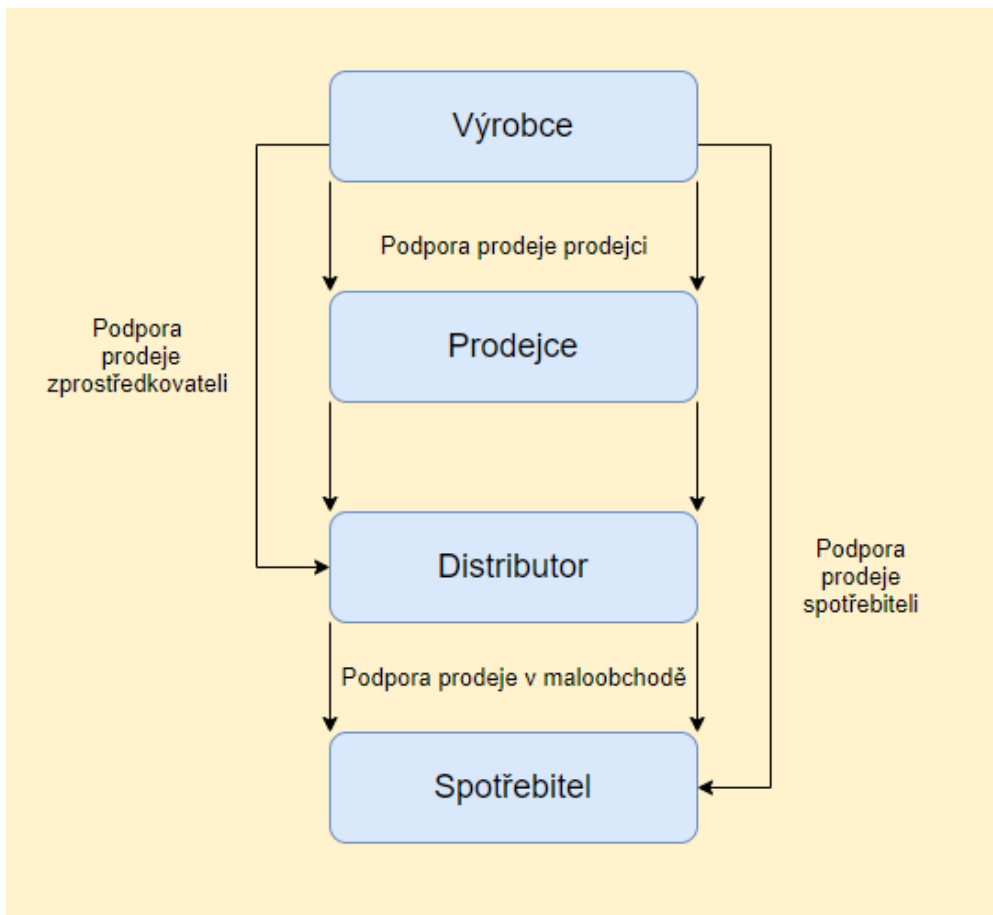 Výrobce
Podpora prodeje prodejci
Podpora
prodeje
zprostředkovateli
Prodejce
Distributor
Podpora
prodeje
spotřebiteli
Podpora prodeje v maloobchodě
Spotřebitel